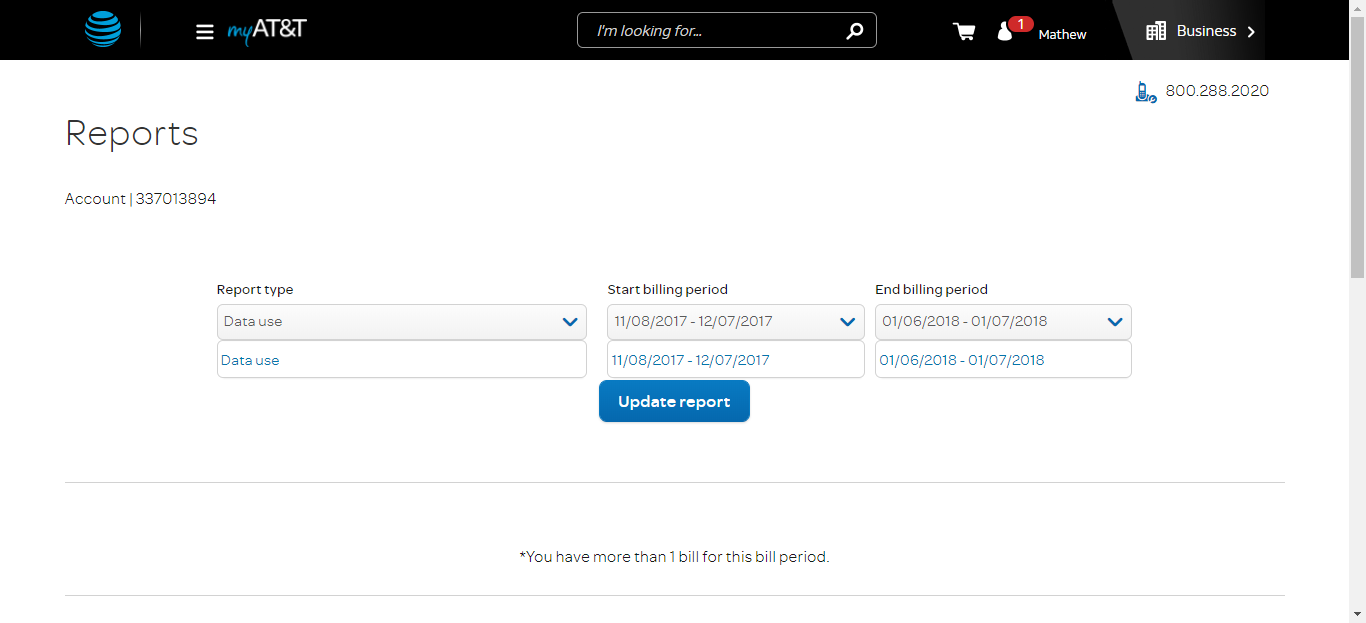 myAT&T
I'm looking for...
1
Mathew
Business
800.288.2020
Reports
Account | 337013894
Report type
Start billing period
End billing period
Data use
11/08/2017 - 12/07/2017
01/06/2018 - 01/07/2018
Data use
11/08/2017 - 12/07/2017
01/06/2018 - 01/07/2018
Update report
*You have more than 1 bill for this bill period.